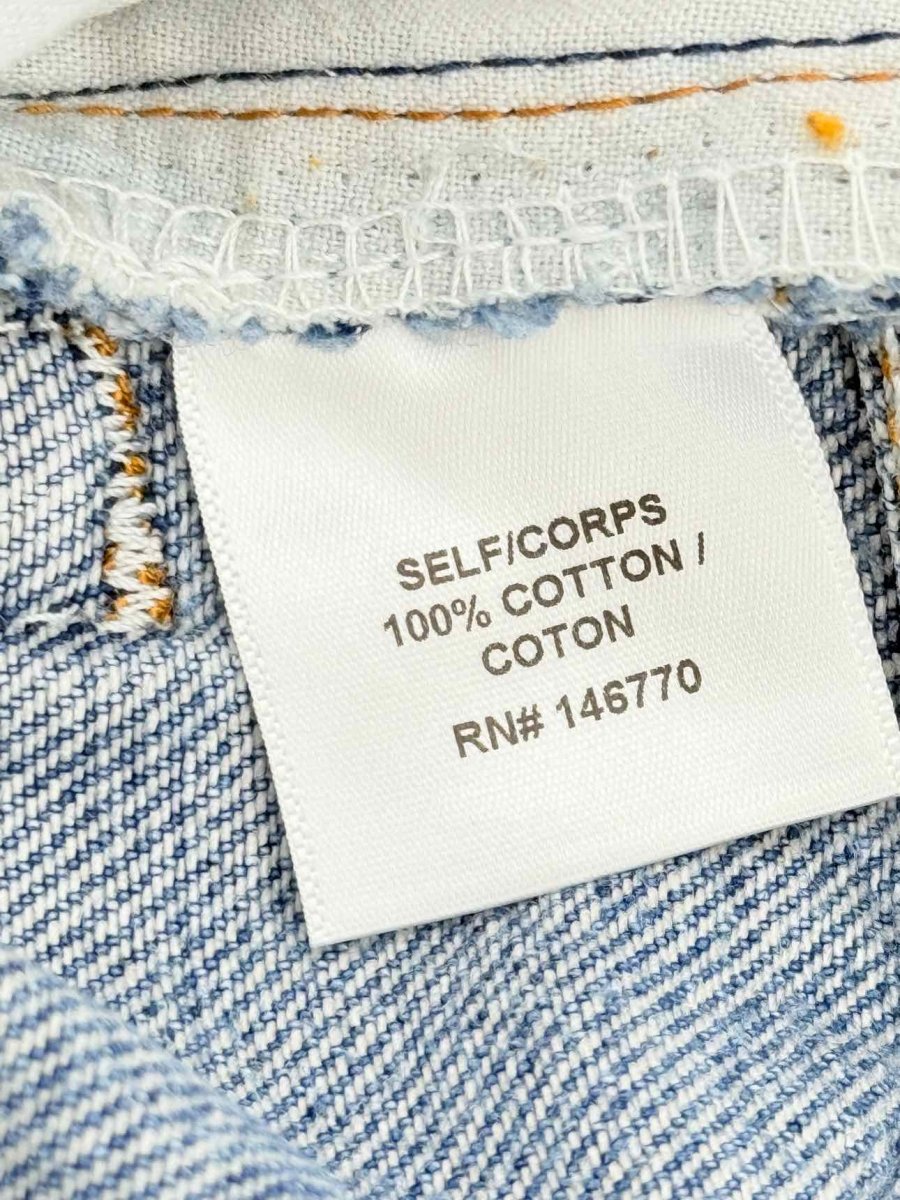 SELF/CORPS
100% COTTON /
COTON
RN# 146770